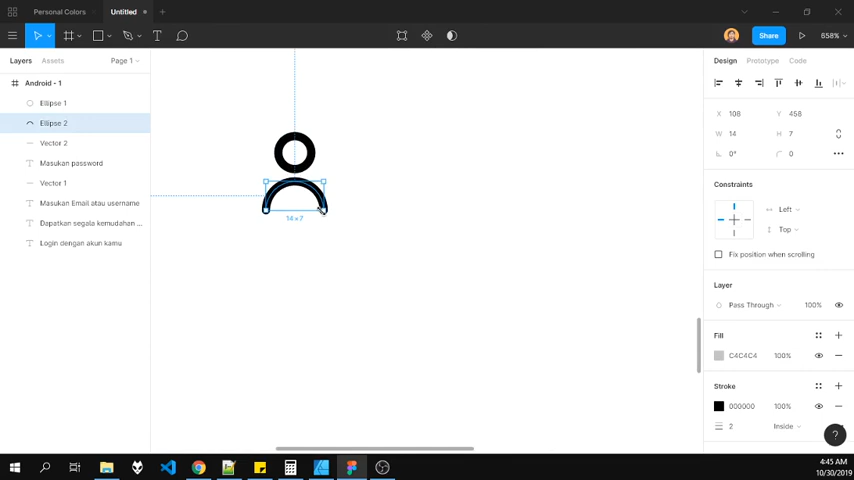 Personal Colors
Untitled
Share
658%
Layers
Assets
Page 1
Design
Prototype
Code
Android - 1
Ellipse 1
Ellipse 2
Vector 2
Masukan password
Vector 1
Masukan Email atau username
Dapatkan segala kemudahan ...
Login dengan akun kamu
14 × 7
X 108 Y 458
W 14 H 7
0° 0
Constraints
Left
Top
Fix position when scrolling
Layer
Pass Through 100%
Fill
C4C4C4 100%
Stroke
000000 100%
2 Inside
?
4:45 AM
10/30/2019